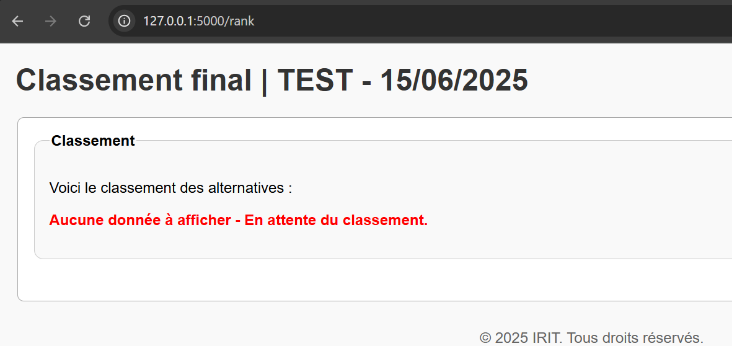 127.0.0.1:5000/rank
Classement final | TEST - 15/06/2025
Classement
Voici le classement des alternatives :
Aucune donnée à afficher - En attente du classement.
© 2025 IRIT. Tous droits réservés.